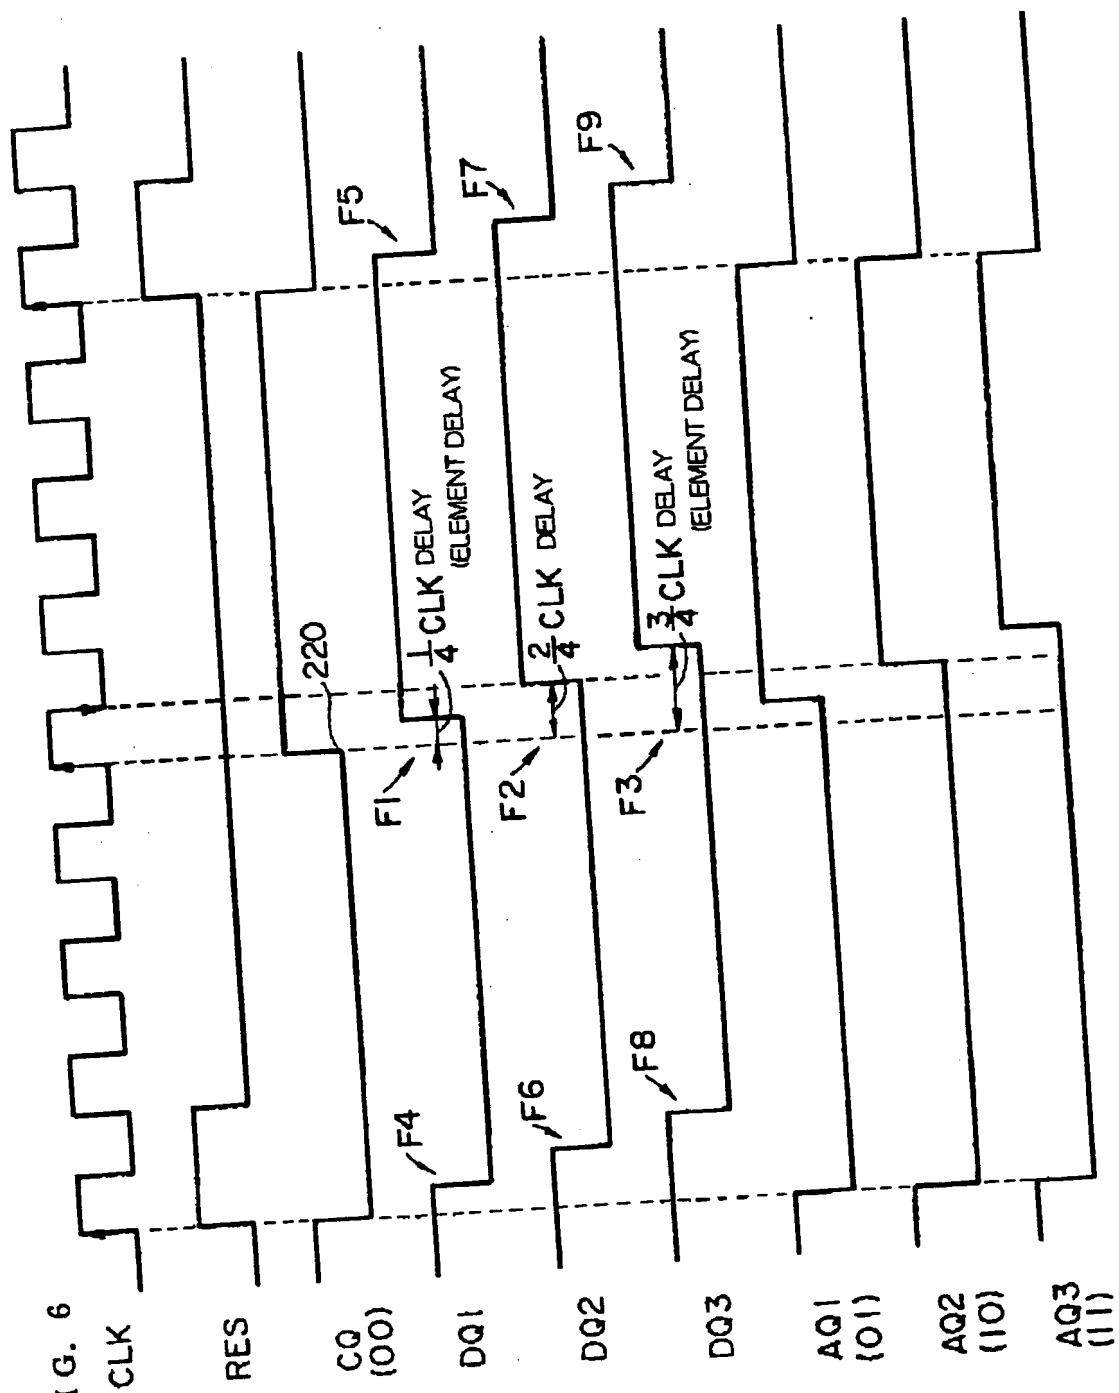 IG. 6
CLK
RES
CQ
(00)
DQ1
DQ2
DQ3
AQ1
(01)
AQ2
(10)
AQ3
(11)
220
F1
1/4 CLK DELAY
(ELEMENT DELAY)
F2
2/4 CLK DELAY
F3
3/4 CLK DELAY
(ELEMENT DELAY)
F4
F5
F6
F7
F8
F9